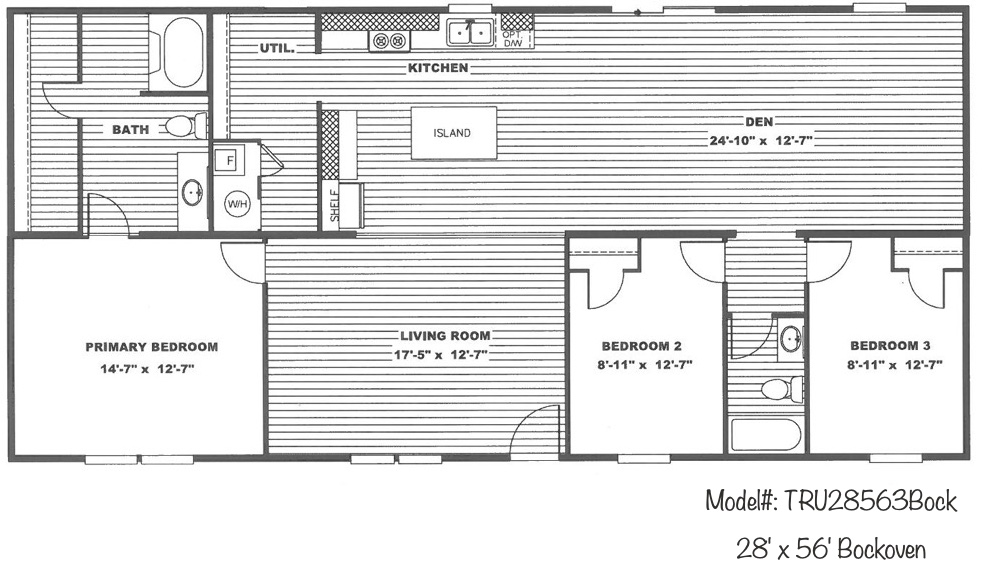 UTIL.
OPT.
D/W
KITCHEN
BATH
ISLAND
DEN
24'-10" x 12'-7"
F
W/H
SHELF
PRIMARY BEDROOM
14'-7" x 12'-7"
LIVING ROOM
17'-5" x 12'-7"
BEDROOM 2
8'-11" x 12'-7"
BEDROOM 3
8'-11" x 12'-7"
Model#: TRU28563Bock
28' x 56' Bockoven